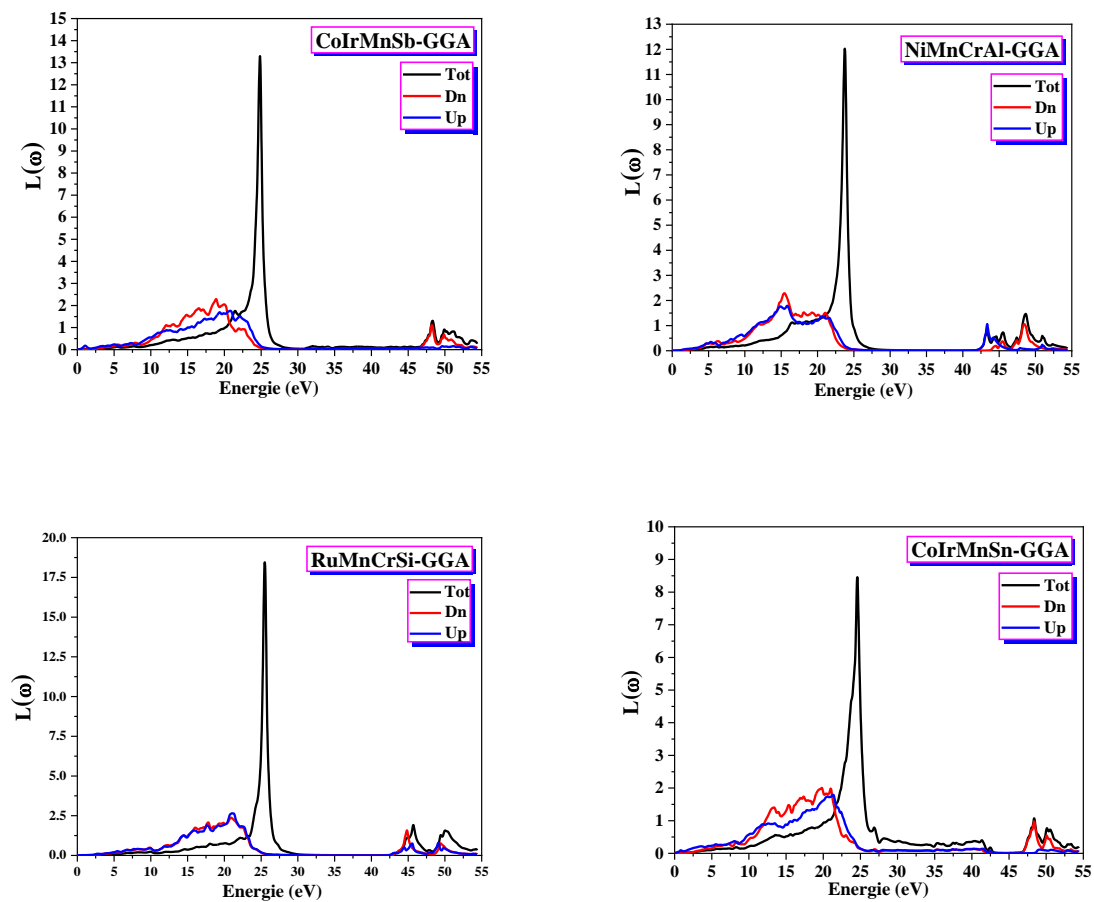 15
14
13
12
11
10
9
8
7
6
5
4
3
2
1
0
L(ω)
CoIrMnSb-GGA
Tot
Dn
Up
0 5 10 15 20 25 30 35 40 45 50 55
Energie (eV)
13
12
11
10
9
8
7
6
5
4
3
2
1
0
L(ω)
NiMnCrAl-GGA
Tot
Dn
Up
0 5 10 15 20 25 30 35 40 45 50 55
Energie (eV)
20.0
17.5
15.0
12.5
10.0
7.5
5.0
2.5
0.0
L(ω)
RuMnCrSi-GGA
Tot
Dn
Up
0 5 10 15 20 25 30 35 40 45 50 55
Energie (eV)
10
9
8
7
6
5
4
3
2
1
0
L(ω)
CoIrMnSn-GGA
Tot
Dn
Up
0 5 10 15 20 25 30 35 40 45 50 55
Energie (eV)